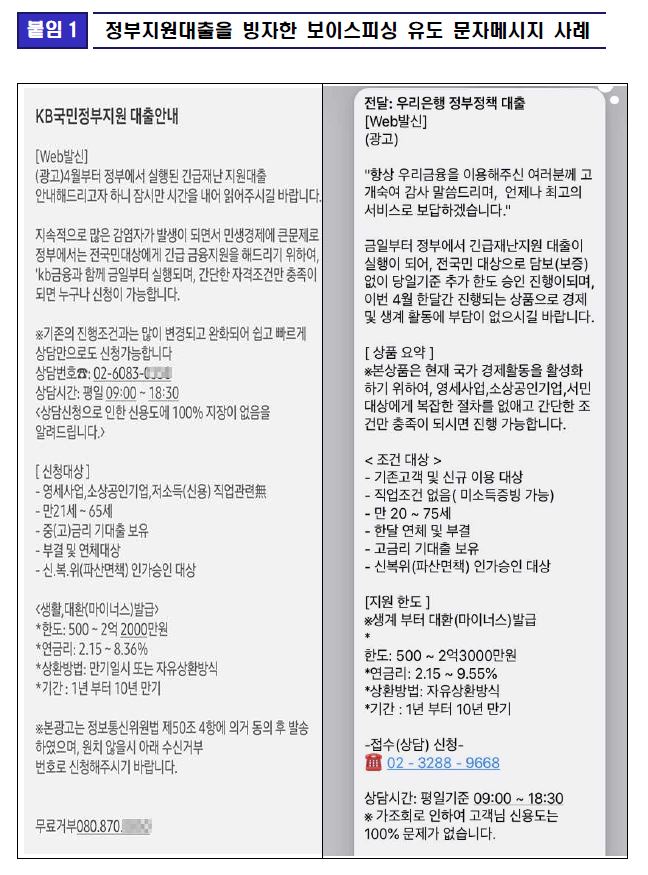 붙임 1
정부지원대출을 빙자한 보이스피싱 유도 문자메시지 사례
KB국민정부지원 대출안내
[Web발신]
(광고)4월부터 정부에서 실행된 긴급재난 지원대출
안내해드리고자 하니 잠시만 시간을 내어 읽어주시길 바랍니다.
지속적으로 많은 감염자가 발생이 되면서 민생경제에 큰문제로
정부에서는 전국민대상에게 긴급 금융지원을 해드리기 위하여,
'kb금융과 함께 금일부터 실행되며, 간단한 자격조건만 충족이
되면 누구나 신청이 가능합니다.
※기존의 진행조건과는 많이 변경되고 완화되어 쉽고 빠르게
상담만으로도 신청가능합니다
상담번호☎: 02-6083-0
상담시간: 평일 09:00 ~ 18:30
<상담신청으로 인한 신용도에 100% 지장이 없음을
알려드립니다.>
[ 신청대상 ]
- 영세사업,소상공인기업,저소득(신용) 직업관련無
- 만21세 ~ 65세
- 중(고)금리 기대출 보유
- 부결 및 연체대상
- 신.복.위(파산면책) 인가승인 대상
<생활,대환(마이너스)발급>
*한도: 500 ~ 2억 2000만원
*연금리: 2.15 ~ 8.36%
*상환방법: 만기일시 또는 자유상환방식
*기간 : 1년 부터 10년 만기
※본광고는 정보통신위원법 제50조 4항에 의거 동의 후 발송
하였으며, 원치 않을시 아래 수신거부
번호로 신청해주시기 바랍니다.
무료거부080.870.
전달: 우리은행 정부정책 대출
[Web발신]
(광고)
"항상 우리금융을 이용해주신 여러분께 고
개숙여 감사 말씀드리며,  언제나 최고의
서비스로 보답하겠습니다."
금일부터 정부에서 긴급재난지원 대출이
실행이 되어, 전국민 대상으로 담보(보증)
없이 당일기준 추가 한도 승인 진행이되며,
이번 4월 한달간 진행되는 상품으로 경제
및 생계 활동에 부담이 없으시길 바랍니다.
[ 상품 요약 ]
※본상품은 현재 국가 경제활동을 활성화
하기 위하여, 영세사업,소상공인기업,서민
대상에게 복잡한 절차를 없애고 간단한 조
건만 충족이 되시면 진행 가능합니다.
< 조건 대상 >
- 기존고객 및 신규 이용 대상
- 직업조건 없음( 미소득증빙 가능)
- 만 20 ~ 75세
- 한달 연체 및 부결
- 고금리 기대출 보유
- 신복위(파산면책) 인가승인 대상
[지원 한도 ]
※생계 부터 대환(마이너스)발급
*
한도: 500 ~ 2억3000만원
*연금리: 2.15 ~ 9.55%
*상환방법: 자유상환방식
*기간 : 1년 부터 10년 만기
-접수(상담) 신청-
☎ 02 - 3288 - 9668
상담시간: 평일기준 09:00 ~ 18:30
※ 가조회로 인하여 고객님 신용도는
100% 문제가 없습니다.